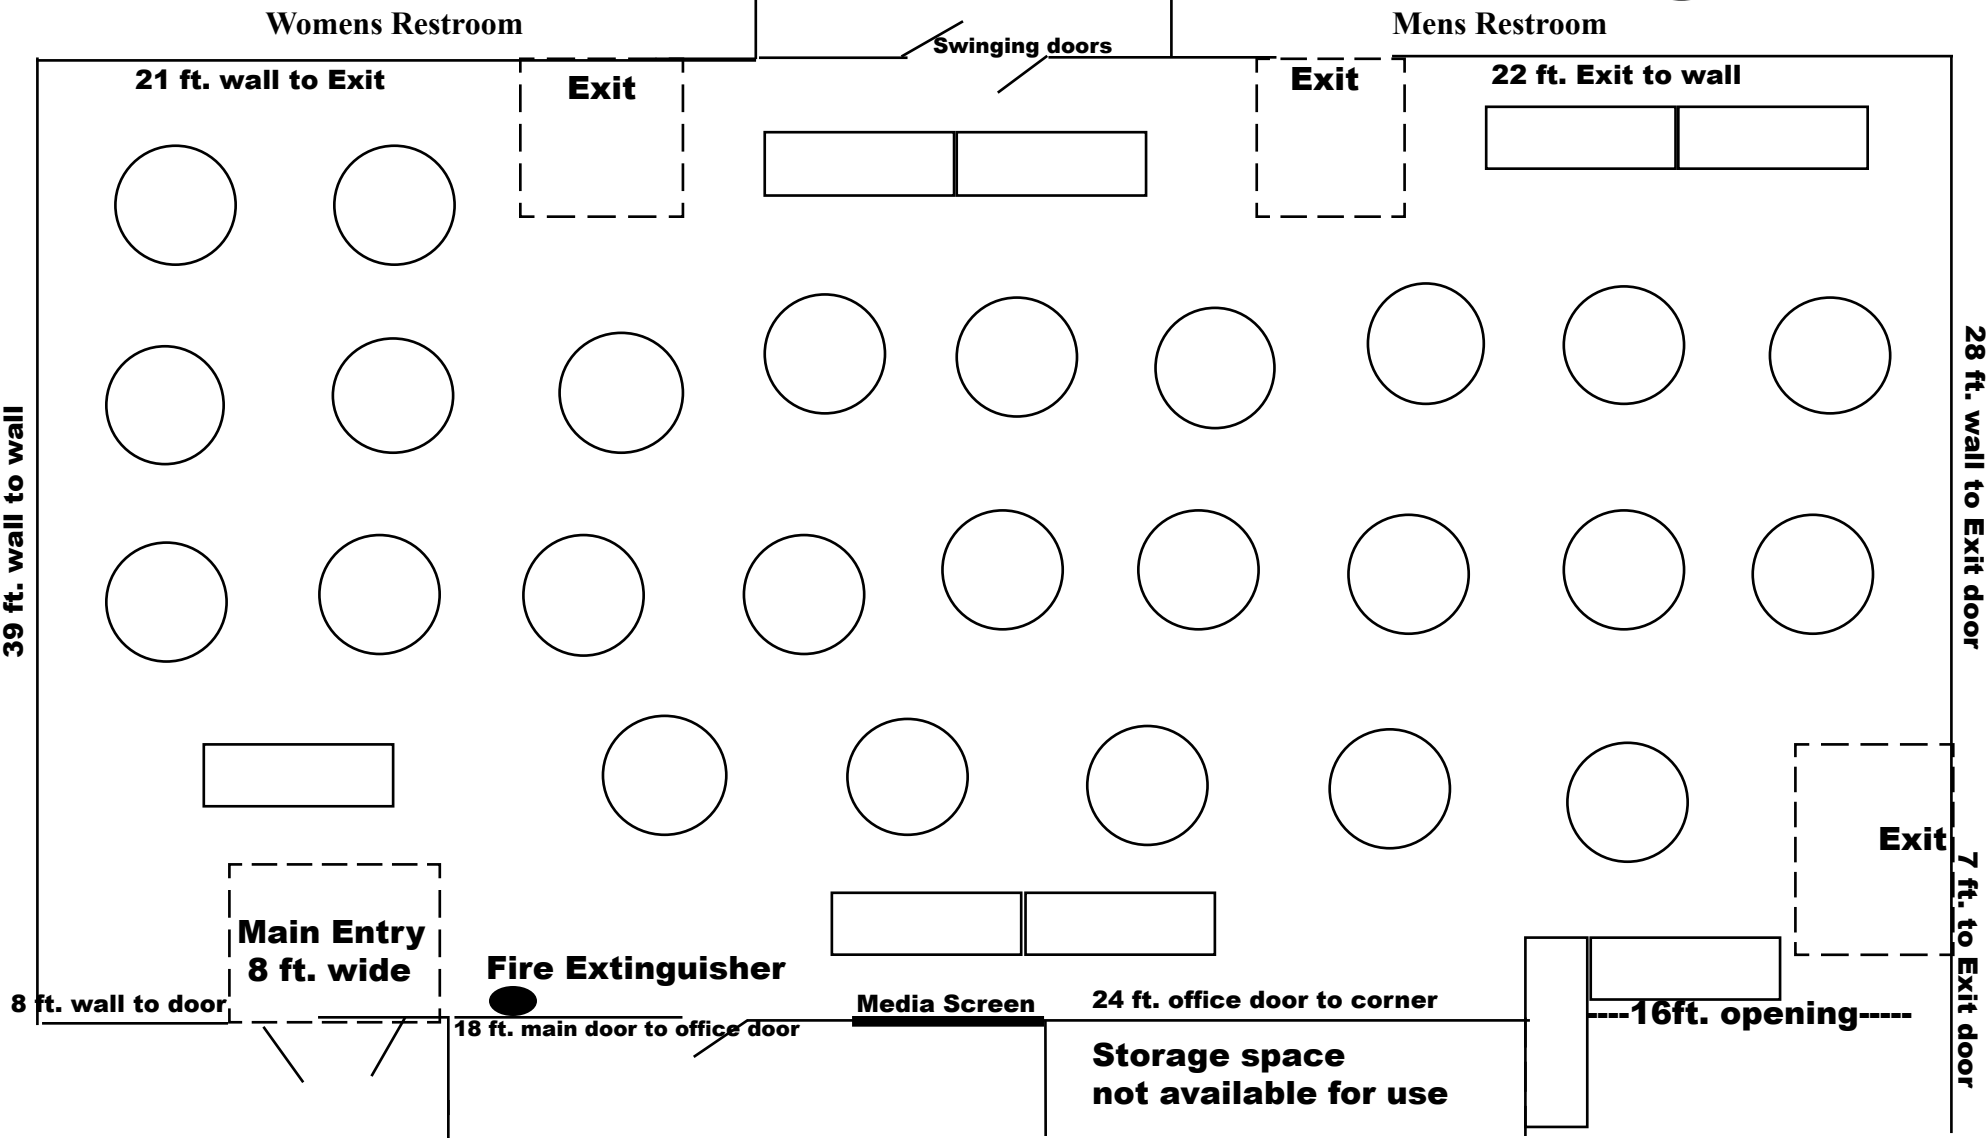 Womens Restroom
Mens Restroom
Swinging doors
21 ft. wall to Exit
Exit
Exit
22 ft. Exit to wall
39 ft. wall to wall
28 ft. wall to Exit door
Exit
7 ft. to Exit door
Main Entry
8 ft. wide
Fire Extinguisher
8 ft. wall to door
18 ft. main door to office door
Media Screen
24 ft. office door to corner
----16ft. opening-----
Storage space
not available for use